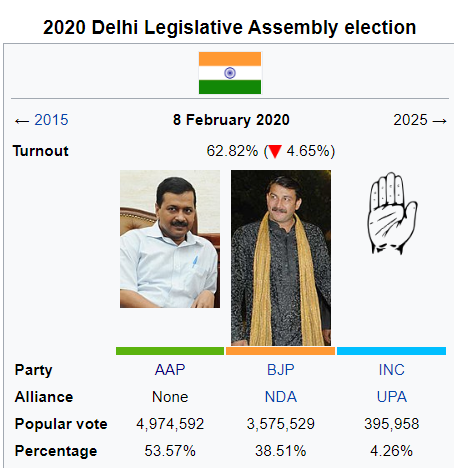 2020 Delhi Legislative Assembly election
← 2015 8 February 2020 2025 →
Turnout 62.82% (▼ 4.65%)
Party AAP BJP INC
Alliance None NDA UPA
Popular vote 4,974,592 3,575,529 395,958
Percentage 53.57% 38.51% 4.26%